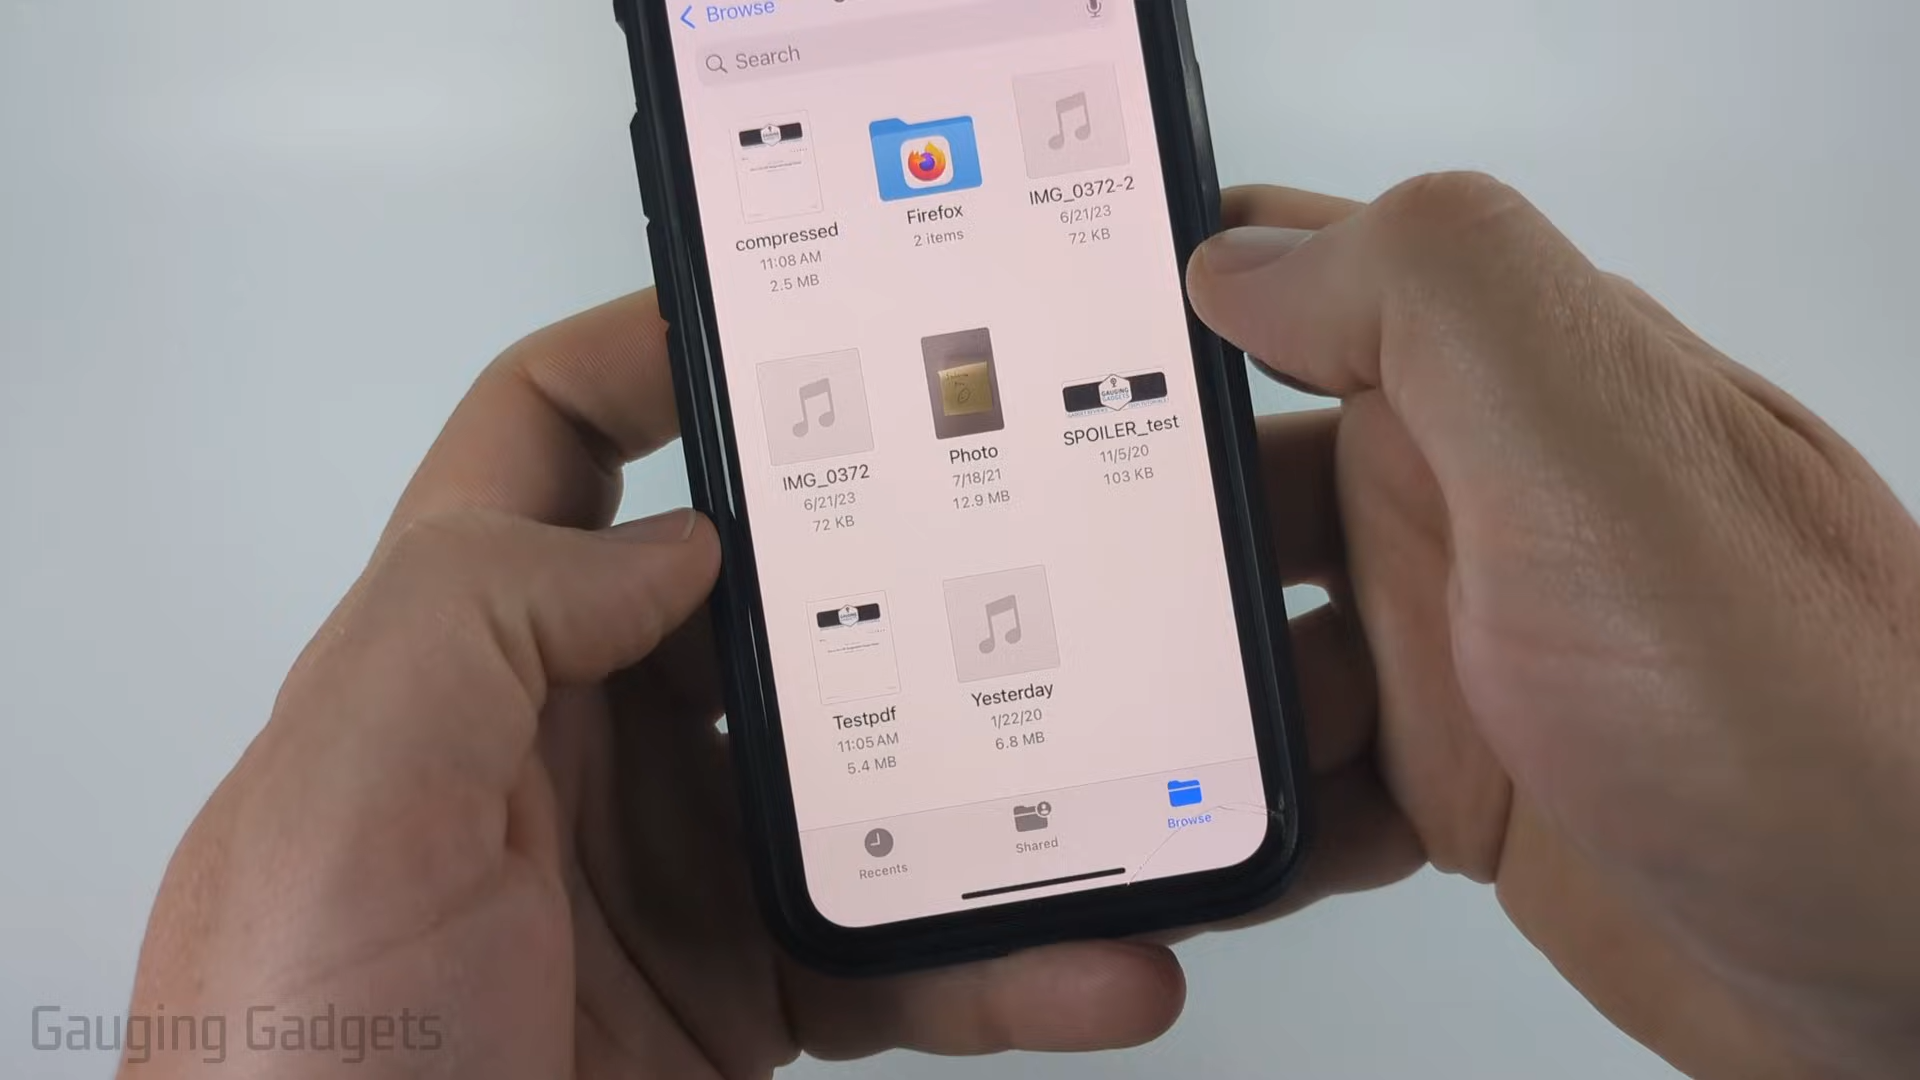 Browse
Search
compressed
11:08 AM
2.5 MB
Firefox
2 items
IMG_0372-2
6/21/23
72 KB
IMG_0372
6/21/23
72 KB
Photo
7/18/21
12.9 MB
GAUGING
GADGETS
SPOILER_test
11/5/20
103 KB
Testpdf
11:05 AM
5.4 MB
Yesterday
1/22/20
6.8 MB
Recents
Shared
Browse
Gauging Gadgets